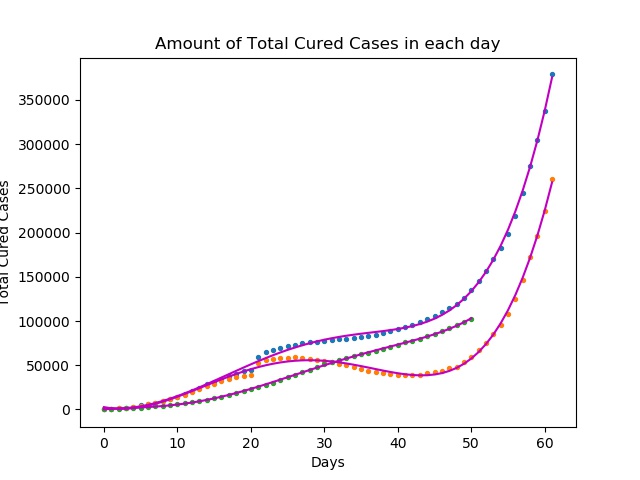 Amount of Total Cured Cases in each day
350000
300000
250000
200000
150000
100000
50000
0
Total Cured Cases
0 10 20 30 40 50 60
Days